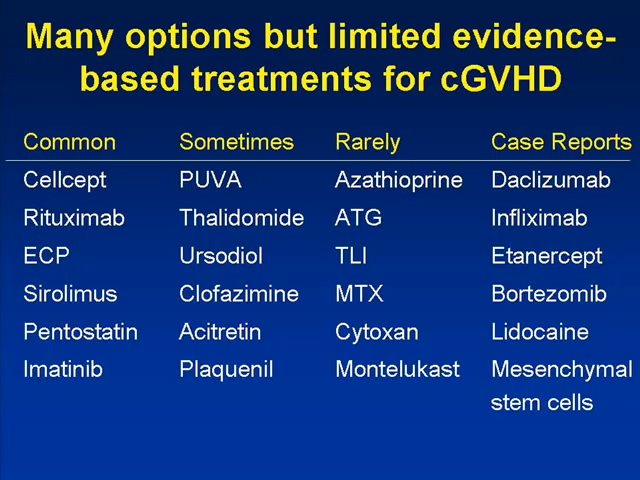 Many options but limited evidence-
based treatments for cGVHD
Common Sometimes Rarely Case Reports
Cellcept PUVA Azathioprine Daclizumab
Rituximab Thalidomide ATG Infliximab
ECP Ursodiol TLI Etanercept
Sirolimus Clofazimine MTX Bortezomib
Pentostatin Acitretin Cytoxan Lidocaine
Imatinib Plaquenil Montelukast Mesenchymal
stem cells